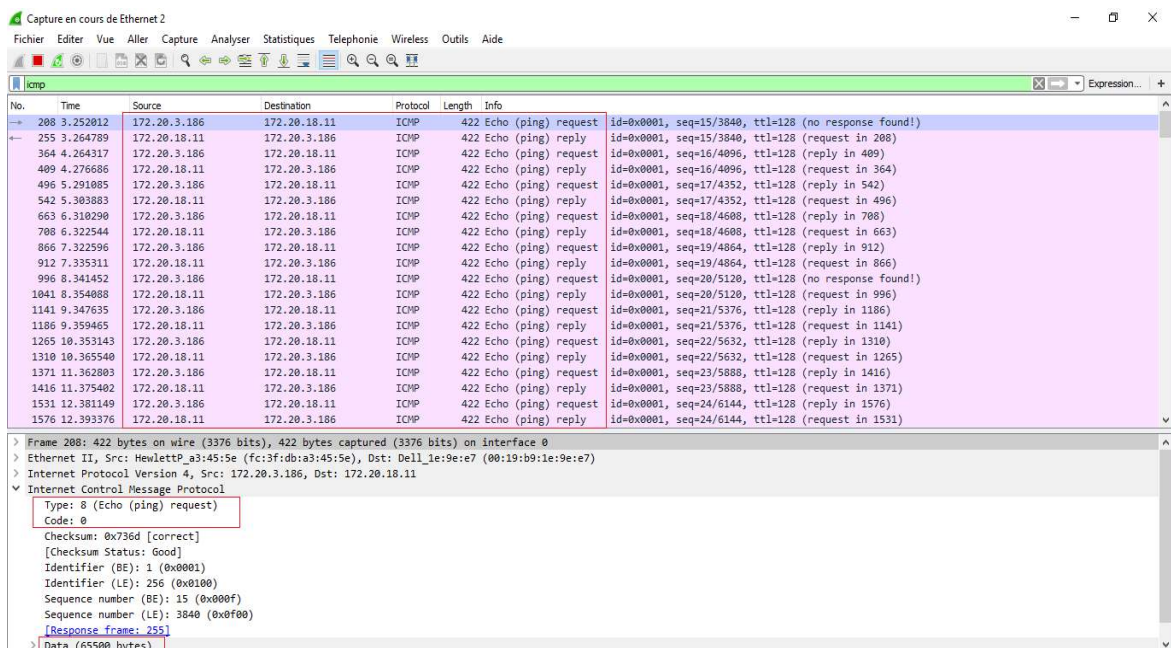 Capture en cours de Ethernet 2
Fichier Editer Vue Aller Capture Analyser Statistiques Telephonie Wireless Outils Aide
icmp Expression... +
No. Time Source Destination Protocol Length Info
208 3.252012 172.20.3.186 172.20.18.11 ICMP 422 Echo (ping) request id=0x0001, seq=15/3840, ttl=128 (no response found!)
255 3.264789 172.20.18.11 172.20.3.186 ICMP 422 Echo (ping) reply id=0x0001, seq=15/3840, ttl=128 (request in 208)
364 4.264317 172.20.3.186 172.20.18.11 ICMP 422 Echo (ping) request id=0x0001, seq=16/4096, ttl=128 (reply in 409)
409 4.276686 172.20.18.11 172.20.3.186 ICMP 422 Echo (ping) reply id=0x0001, seq=16/4096, ttl=128 (request in 364)
496 5.291085 172.20.3.186 172.20.18.11 ICMP 422 Echo (ping) request id=0x0001, seq=17/4352, ttl=128 (reply in 542)
542 5.303883 172.20.18.11 172.20.3.186 ICMP 422 Echo (ping) reply id=0x0001, seq=17/4352, ttl=128 (request in 496)
663 6.310290 172.20.3.186 172.20.18.11 ICMP 422 Echo (ping) request id=0x0001, seq=18/4608, ttl=128 (reply in 708)
708 6.322544 172.20.18.11 172.20.3.186 ICMP 422 Echo (ping) reply id=0x0001, seq=18/4608, ttl=128 (request in 663)
866 7.322596 172.20.3.186 172.20.18.11 ICMP 422 Echo (ping) request id=0x0001, seq=19/4864, ttl=128 (reply in 912)
912 7.335311 172.20.18.11 172.20.3.186 ICMP 422 Echo (ping) reply id=0x0001, seq=19/4864, ttl=128 (request in 866)
996 8.341452 172.20.3.186 172.20.18.11 ICMP 422 Echo (ping) request id=0x0001, seq=20/5120, ttl=128 (no response found!)
1041 8.354088 172.20.18.11 172.20.3.186 ICMP 422 Echo (ping) reply id=0x0001, seq=20/5120, ttl=128 (request in 996)
1141 9.347635 172.20.3.186 172.20.18.11 ICMP 422 Echo (ping) request id=0x0001, seq=21/5376, ttl=128 (reply in 1186)
1186 9.359465 172.20.18.11 172.20.3.186 ICMP 422 Echo (ping) reply id=0x0001, seq=21/5376, ttl=128 (request in 1141)
1265 10.353143 172.20.3.186 172.20.18.11 ICMP 422 Echo (ping) request id=0x0001, seq=22/5632, ttl=128 (reply in 1310)
1310 10.365540 172.20.18.11 172.20.3.186 ICMP 422 Echo (ping) reply id=0x0001, seq=22/5632, ttl=128 (request in 1265)
1371 11.362803 172.20.3.186 172.20.18.11 ICMP 422 Echo (ping) request id=0x0001, seq=23/5888, ttl=128 (reply in 1416)
1416 11.375402 172.20.18.11 172.20.3.186 ICMP 422 Echo (ping) reply id=0x0001, seq=23/5888, ttl=128 (request in 1371)
1531 12.381149 172.20.3.186 172.20.18.11 ICMP 422 Echo (ping) request id=0x0001, seq=24/6144, ttl=128 (reply in 1576)
1576 12.393376 172.20.18.11 172.20.3.186 ICMP 422 Echo (ping) reply id=0x0001, seq=24/6144, ttl=128 (request in 1531)
Frame 208: 422 bytes on wire (3376 bits), 422 bytes captured (3376 bits) on interface 0
Ethernet II, Src: HewlettP_a3:45:5e (fc:3f:db:a3:45:5e), Dst: Dell_1e:9e:e7 (00:19:b9:1e:9e:e7)
Internet Protocol Version 4, Src: 172.20.3.186, Dst: 172.20.18.11
Internet Control Message Protocol
Type: 8 (Echo (ping) request)
Code: 0
Checksum: 0x736d [correct]
[Checksum Status: Good]
Identifier (BE): 1 (0x0001)
Identifier (LE): 256 (0x0100)
Sequence number (BE): 15 (0x000f)
Sequence number (LE): 3840 (0x0f00)
[Response frame: 255]
Data (65500 bytes)